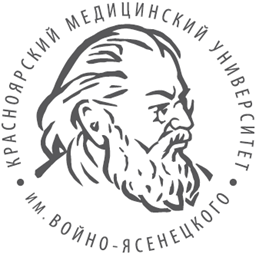 КРАСНОЯРСКИЙ МЕДИЦИНСКИЙ УНИВЕРСИТЕТ
ИМ. ВОЙНО-ЯСЕНЕЦКОГО